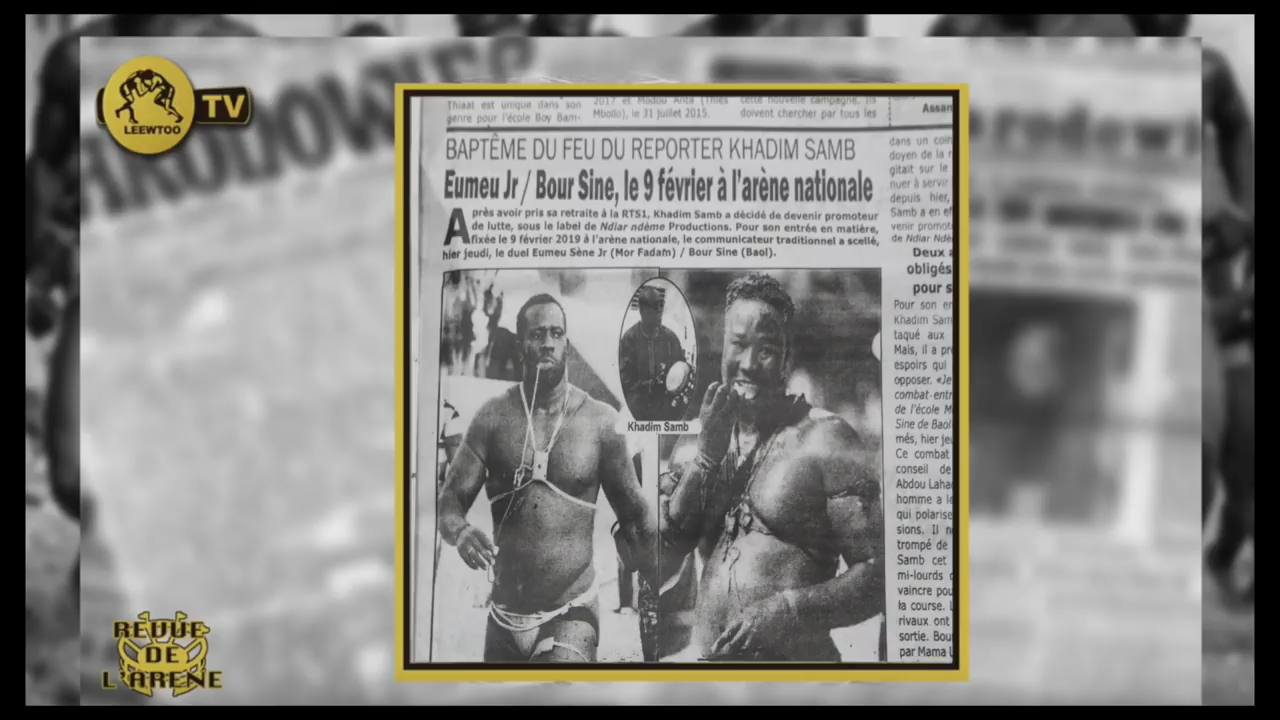 LEEWTOO
TV
Thiaat est unique dans son
genre pour l'école Boy Bam-
2017 et Modou Anta (Thiès
Mbollo), le 31 juillet 2015.
cette nouvelle campagne. Ils
doivent chercher par tous les
Assan
BAPTÊME DU FEU DU REPORTER KHADIM SAMB
Eumeu Jr / Bour Sine, le 9 février à l'arène nationale
Après avoir pris sa retraite à la RTS1, Khadim Samb a décidé de devenir promoteur
de lutte, sous le label de Ndiar ndème Productions. Pour son entrée en matière,
fixée le 9 février 2019 à l'arène nationale, le communicateur traditionnel a scellé,
hier jeudi, le duel Eumeu Sène Jr (Mor Fadam) / Bour Sine (Baol).
Khadim Samb
dans un coin
doyen de la r
gitait sur le
nuer à servir
depuis hier,
Samb a en ef
venir promot
de Ndiar Ndè
Deux a
obligés
pour s
Pour son en
Khadim Sam
taqué aux
Mais, il a pr
espoirs qui
opposer. «Je
combat entr
de l'école M
Sine de Baol
més, hier jeu
Ce combat
conseil de
Abdou Laha
homme a le
qui polarise
sions. Il n
trompé de
Samb cet
mi-lourds
vaincre pou
la course. L
rivaux ont
sortie. Bou
par Mama L
REVUE
DE
L'ARENE